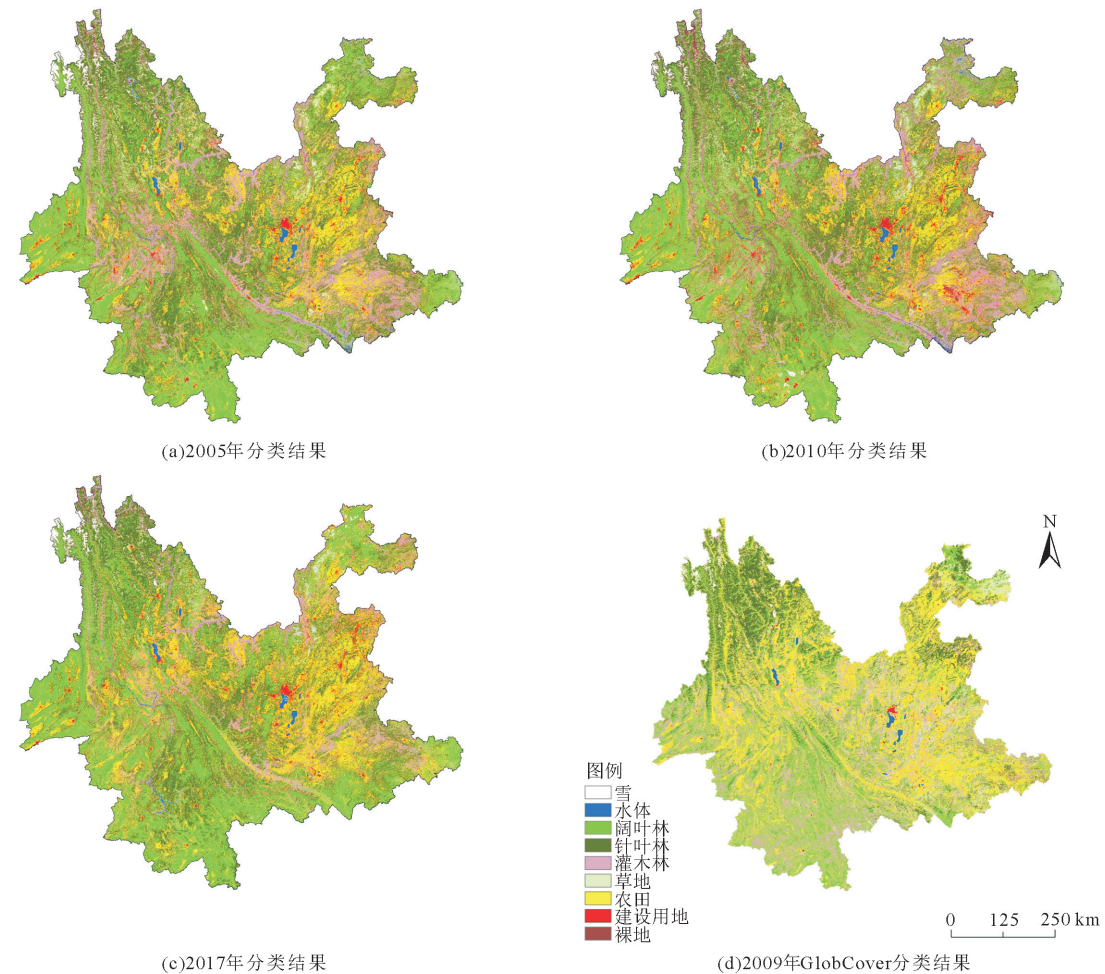 (a)2005年分类结果
(b)2010年分类结果
N
图例
雪
水体
阔叶林
针叶林
灌木林
草地
农田
建设用地
裸地
0 125 250 km
(c)2017年分类结果
(d)2009年GlobCover分类结果